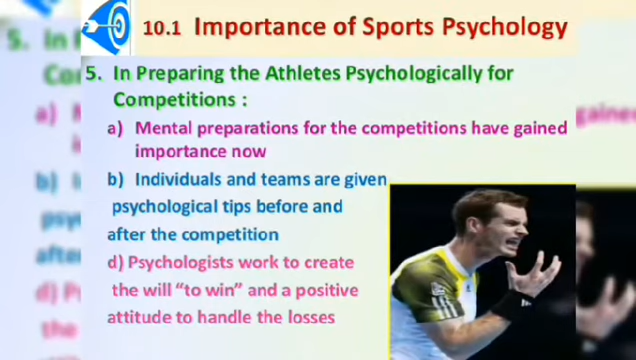 10.1 Importance of Sports Psychology
5. In Preparing the Athletes Psychologically for
Competitions :
a) Mental preparations for the competitions have gained
importance now
b) Individuals and teams are given
psychological tips before and
after the competition
d) Psychologists work to create
the will “to win” and a positive
attitude to handle the losses